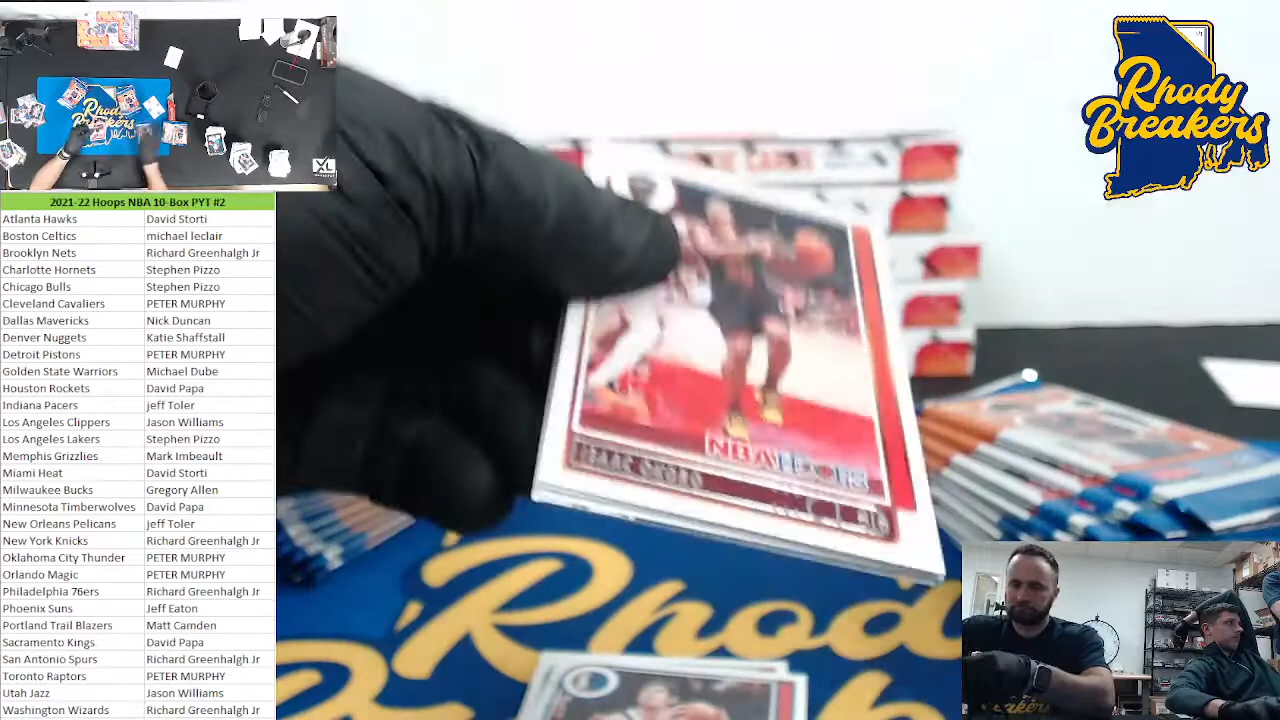 Rhody
Breakers
XL
2021-22 Hoops NBA 10-Box PYT #2
Atlanta Hawks David Storti
Boston Celtics michael leclair
Brooklyn Nets Richard Greenhalgh Jr
Charlotte Hornets Stephen Pizzo
Chicago Bulls Stephen Pizzo
Cleveland Cavaliers PETER MURPHY
Dallas Mavericks Nick Duncan
Denver Nuggets Katie Shaffstall
Detroit Pistons PETER MURPHY
Golden State Warriors Michael Dube
Houston Rockets David Papa
Indiana Pacers jeff Toler
Los Angeles Clippers Jason Williams
Los Angeles Lakers Stephen Pizzo
Memphis Grizzlies Mark Imbeault
Miami Heat David Storti
Milwaukee Bucks Gregory Allen
Minnesota Timberwolves David Papa
New Orleans Pelicans jeff Toler
New York Knicks Richard Greenhalgh Jr
Oklahoma City Thunder PETER MURPHY
Orlando Magic PETER MURPHY
Philadelphia 76ers Richard Greenhalgh Jr
Phoenix Suns Jeff Eaton
Portland Trail Blazers Matt Camden
Sacramento Kings David Papa
San Antonio Spurs Richard Greenhalgh Jr
Toronto Raptors PETER MURPHY
Utah Jazz Jason Williams
Washington Wizards Richard Greenhalgh Jr
Rhody
Breakers
NBA HOOPS
Rhody